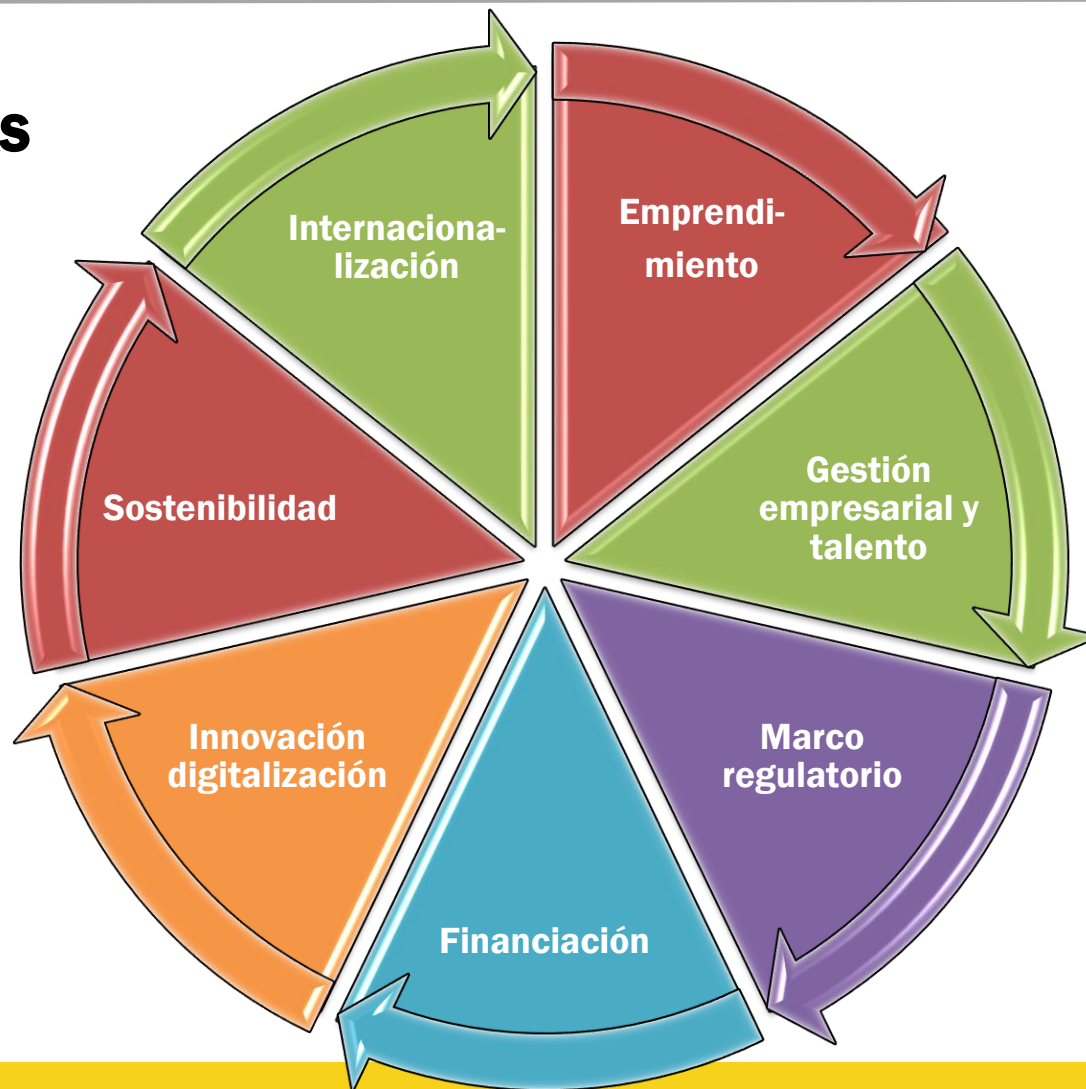 s
Emprendi-
miento
Gestión
empresarial y
talento
Marco
regulatorio
Financiación
Innovación
digitalización
Sostenibilidad
Internaciona-
lización